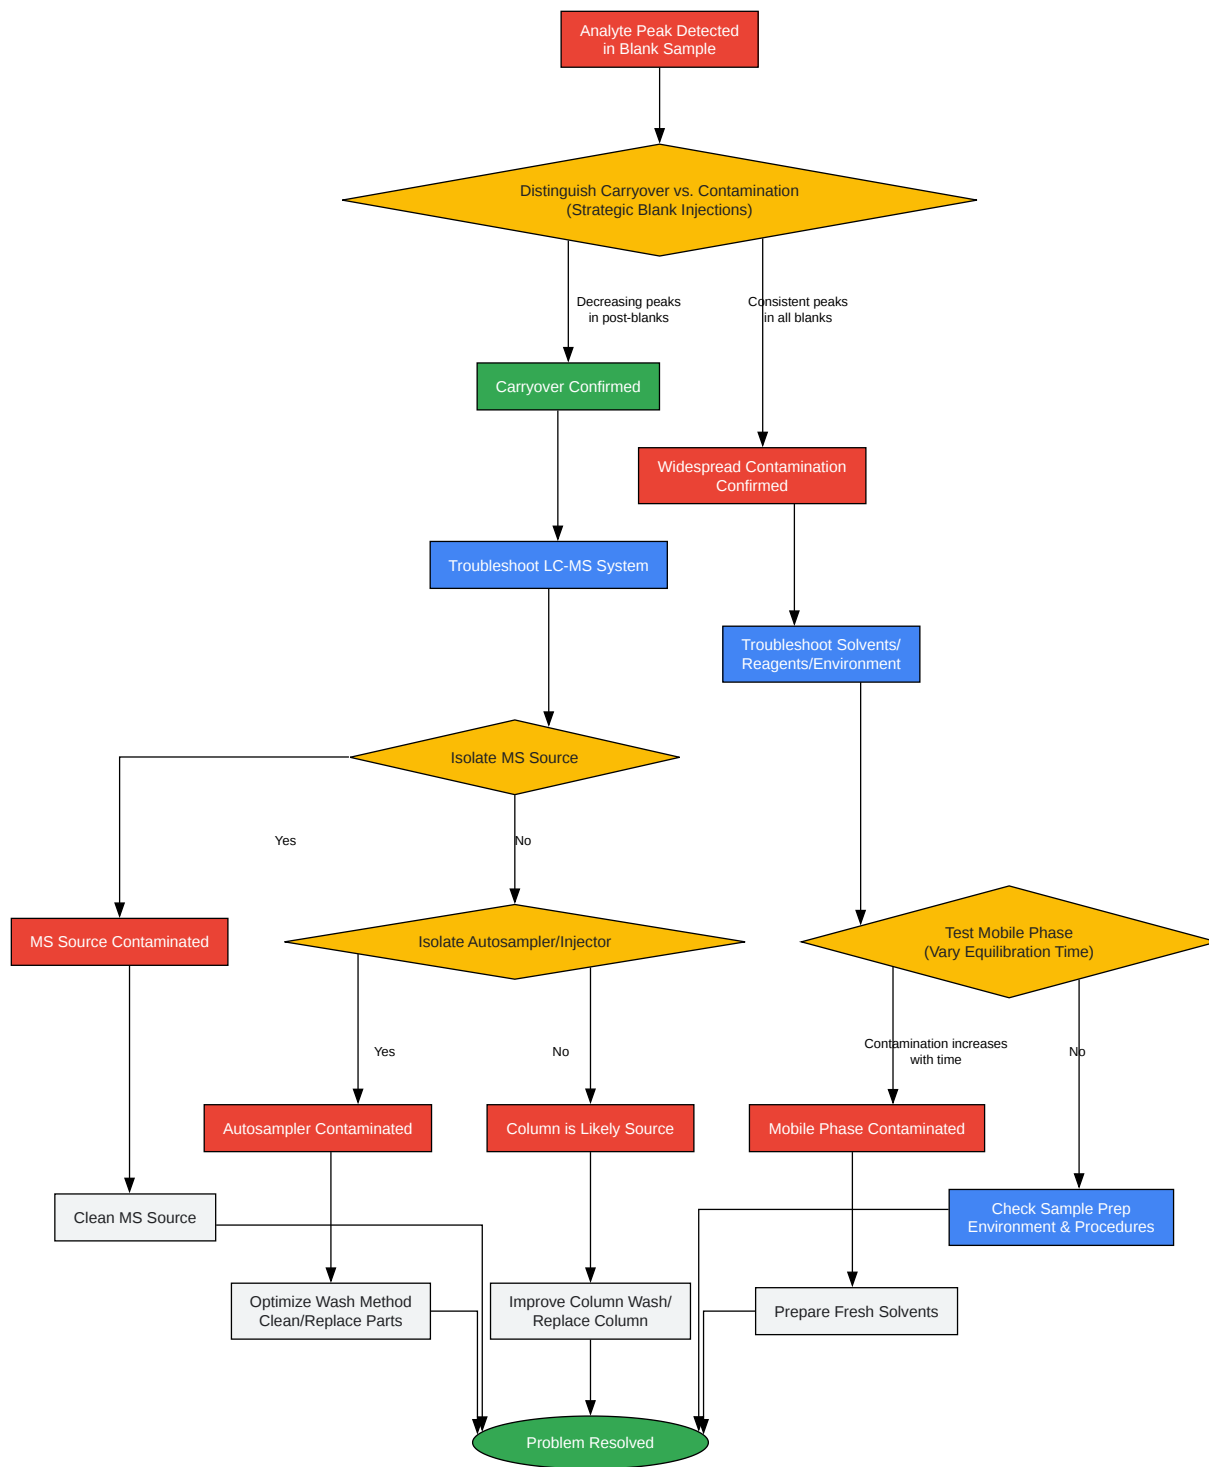 Analyte Peak Detected
in Blank Sample
Distinguish Carryover vs. Contamination
(Strategic Blank Injections)
Decreasing peaks
in post-blanks
Consistent peaks
in all blanks
Carryover Confirmed
Widespread Contamination
Confirmed
Troubleshoot LC-MS System
Troubleshoot Solvents/
Reagents/Environment
Isolate MS Source
Yes
No
MS Source Contaminated
Isolate Autosampler/Injector
Test Mobile Phase
(Vary Equilibration Time)
Yes
No
Contamination increases
with time
No
Autosampler Contaminated
Column is Likely Source
Mobile Phase Contaminated
Clean MS Source
Check Sample Prep
Environment & Procedures
Optimize Wash Method
Clean/Replace Parts
Improve Column Wash/
Replace Column
Prepare Fresh Solvents
Problem Resolved